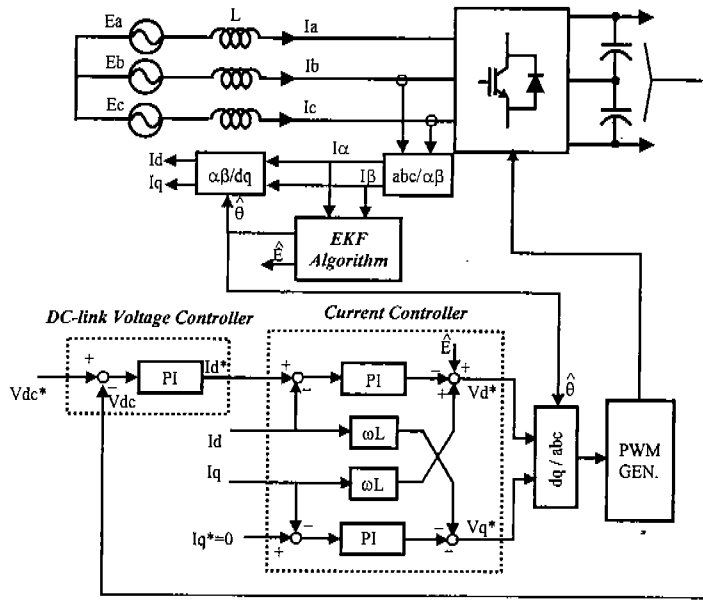 Ea
L
Ia
Eb
Ib
Ec
Ic
Iα
Id
αβ/dq
abc/αβ
Iq
Iβ
θ̂
EKF
Algorithm
Ê
DC-link Voltage Controller
Current Controller
+
PI
Id*
+
PI
−
+
Ê
Vdc*
−
Vdc
−
+
Vd*
θ̂
Id
ωL
dq / abc
PWM
GEN.
Iq
ωL
−
−
Vq*
Iq*=0
+
PI
−